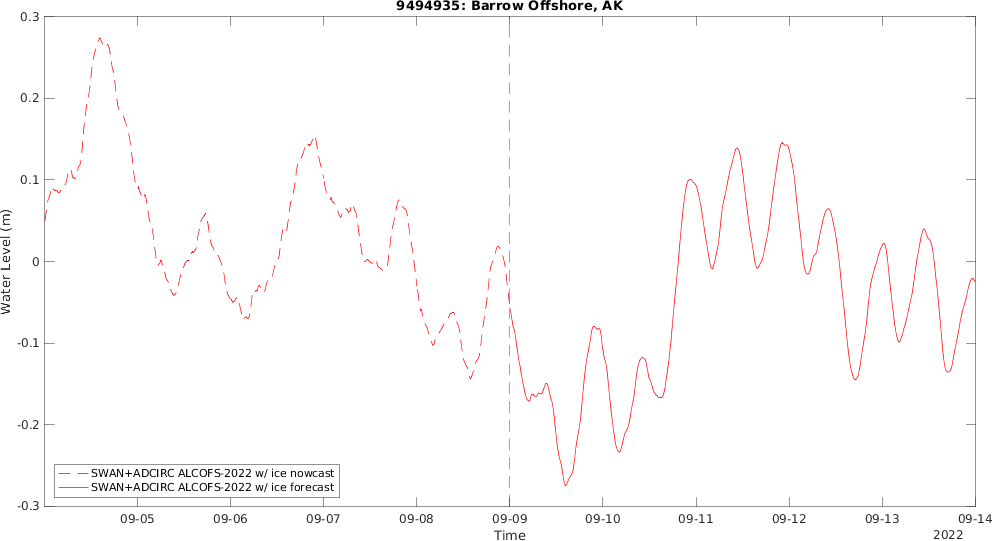 9494935: Barrow Offshore, AK
0.3
0.2
0.1
0
-0.1
-0.2
-0.3
Water Level (m)
SWAN+ADCIRC ALCOFS-2022 w/ ice nowcast
SWAN+ADCIRC ALCOFS-2022 w/ ice forecast
09-05 09-06 09-07 09-08 09-09 09-10 09-11 09-12 09-13 09-14
Time
2022